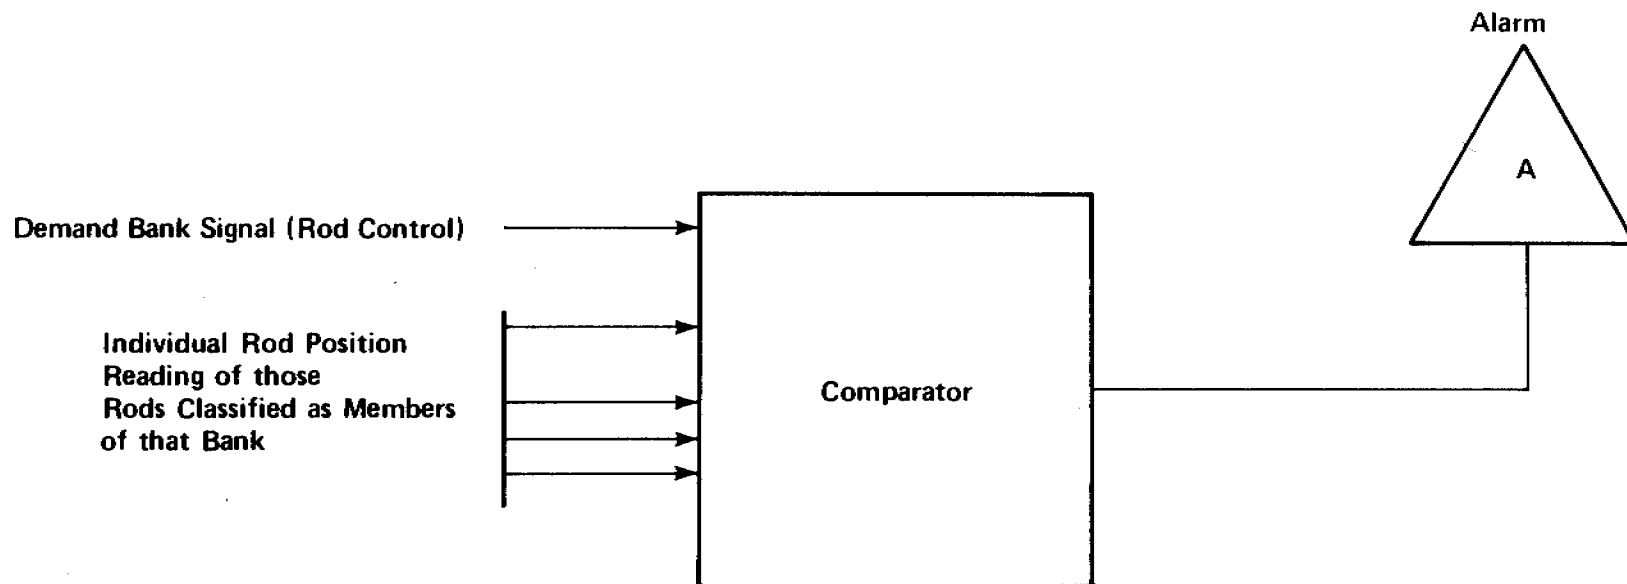 Alarm
A
Demand Bank Signal (Rod Control)
Individual Rod Position
Reading of those
Rods Classified as Members
of that Bank
Comparator